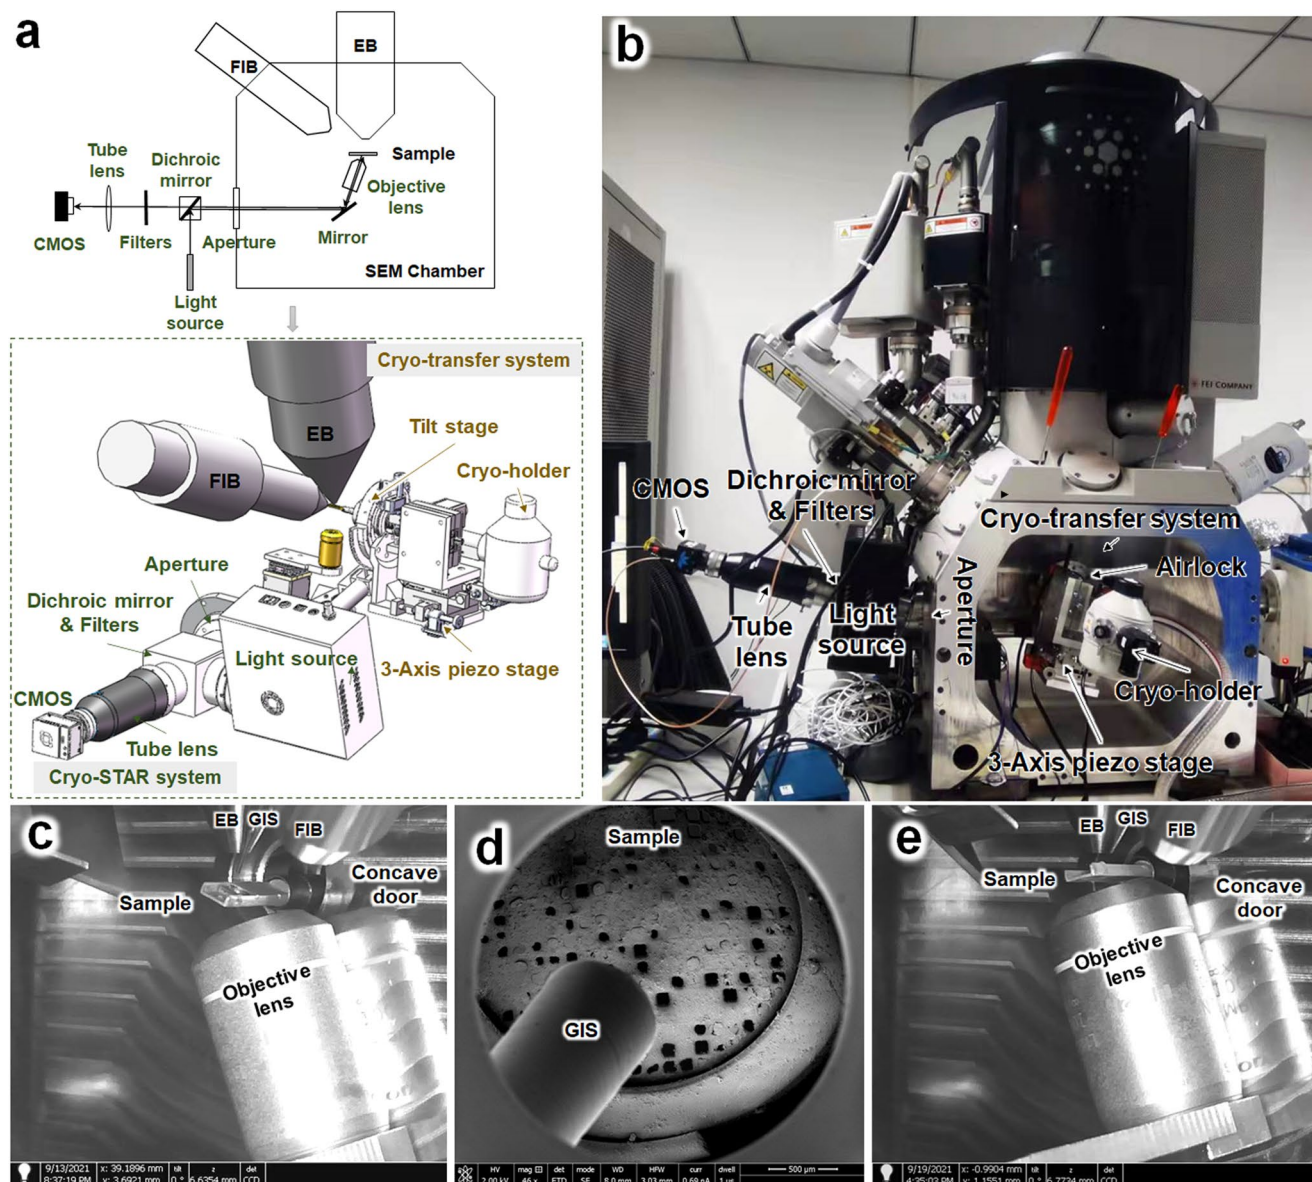 a
EB
FIB
Sample
Tube
lens
Dichroic
mirror
Objective
lens
CMOS
Filters
Aperture
Mirror
SEM Chamber
Light
source
Cryo-transfer system
EB
Tilt stage
Cryo-holder
FIB
Aperture
Dichroic mirror
& Filters
Light source
3-Axis piezo stage
CMOS
Tube lens
Cryo-STAR system
b
FEI COMPANY
CMOS
Dichroic mirror
& Filters
Cryo-transfer system
Airlock
Aperture
Tube
lens
Light
source
Cryo-holder
3-Axis piezo stage
c
EB
GIS
FIB
Sample
Concave
door
Objective
lens
9/13/2021
8:37:19 PM
x: 39.1896 mm
y: 3.6921 mm
tilt
0 °
z
6.6354 mm
det
CCD
d
Sample
GIS
HV
2.00 kV
mag
46 x
det
ETD
mode
SE
WD
8.0 mm
HFW
3.03 mm
curr
0.69 nA
dwell
1 µs
500 µm
e
EB
GIS
FIB
Sample
Concave
door
Objective
lens
9/19/2021
4:35:03 PM
x: -0.9904 mm
y: 1.1551 mm
tilt
0 °
z
6.7734 mm
det
CCD